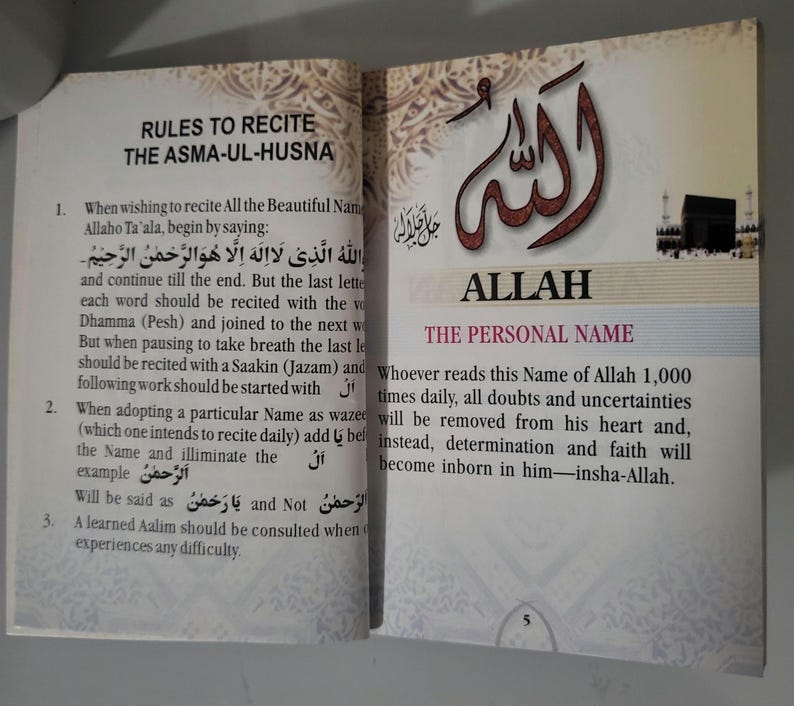 RULES TO RECITE
THE ASMA-UL-HUSNA
1. When wishing to recite All the Beautiful Nam
Allaho Ta'ala, begin by saying:
اللهُ الَّذِىْ لَااِلٰهَ اِلَّا هُوَالرَّحْمٰنُ الرَّحِيْمُ۔
and continue till the end. But the last lette
each word should be recited with the vo
Dhamma (Pesh) and joined to the next w
But when pausing to take breath the last le
should be recited with a Saakin (Jazam) and
following work should be started with اَلْ
2. When adopting a particular Name as wazee
(which one intends to recite daily) add يَا bef
the Name and illiminate the اَلْ
example اَلرَّحْمٰنُ
Will be said as يَا رَحْمٰنُ and Not الرَّحْمٰنُ
3. A learned Aalim should be consulted when o
experiences any difficulty.
الله
جل جلاله
ALLAH
THE PERSONAL NAME
Whoever reads this Name of Allah 1,000
times daily, all doubts and uncertainties
will be removed from his heart and,
instead, determination and faith will
become inborn in him—insha-Allah.
5